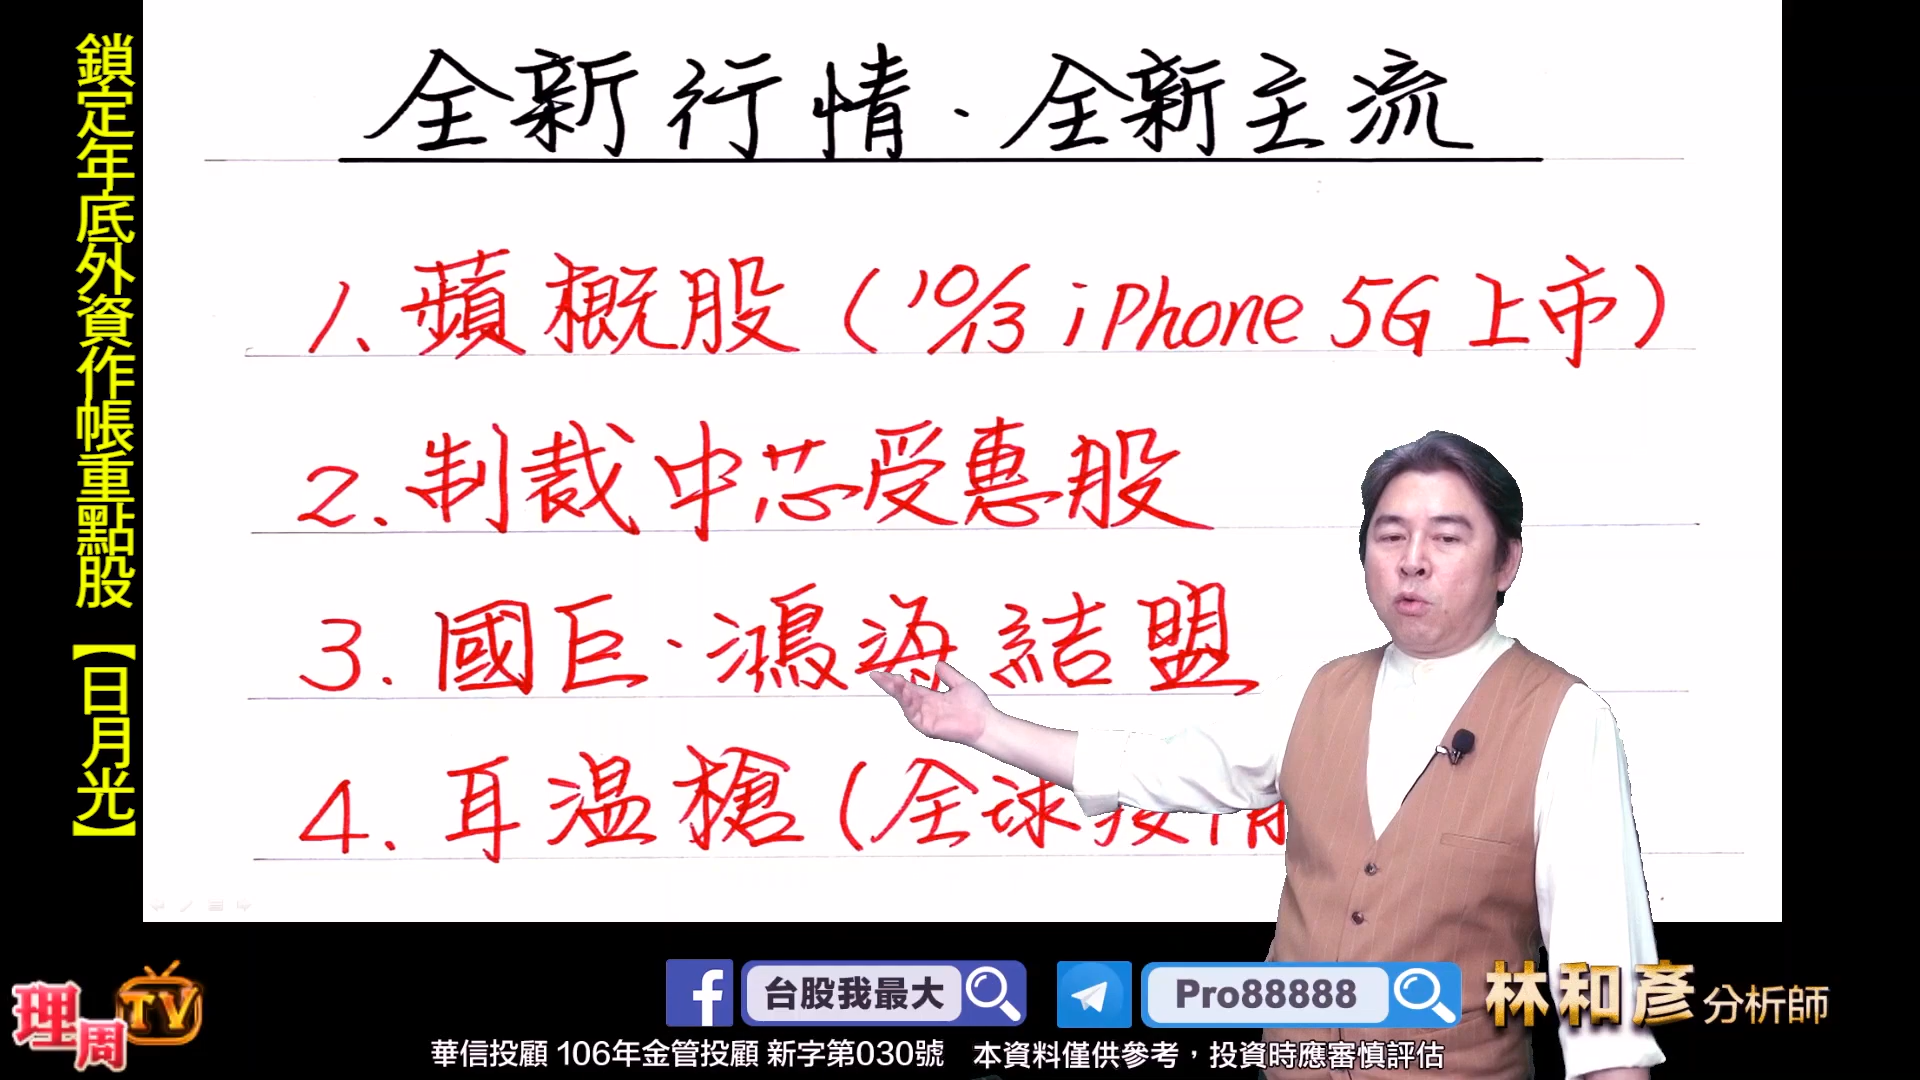 鎖定年底外資作帳重點股【日月光】
全新行情·全新主流
1. 蘋概股(10/13 iPhone 5G上市)
2. 制裁中芯受惠股
3. 國巨·鴻海結盟
4. 耳溫槍(全球疫情
理周TV
台股我最大
Pro88888
林和彥分析師
華信投顧 106年金管投顧 新字第030號 本資料僅供參考，投資時應審慎評估